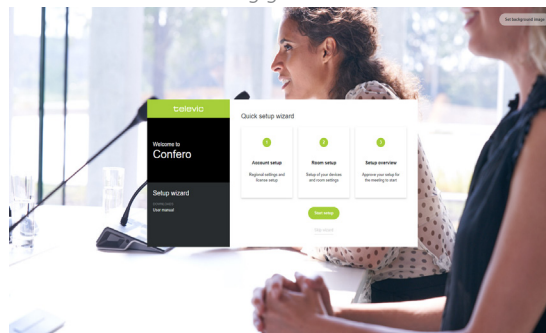 Set background image
televic
Welcome to
Confero
Setup wizard
User manual
Quick setup wizard
1
2
3
Account setup
Regional settings and
license setup
Room setup
Setup of your devices
and room settings
Setup overview
Approve your setup for
the meeting to start
Start setup